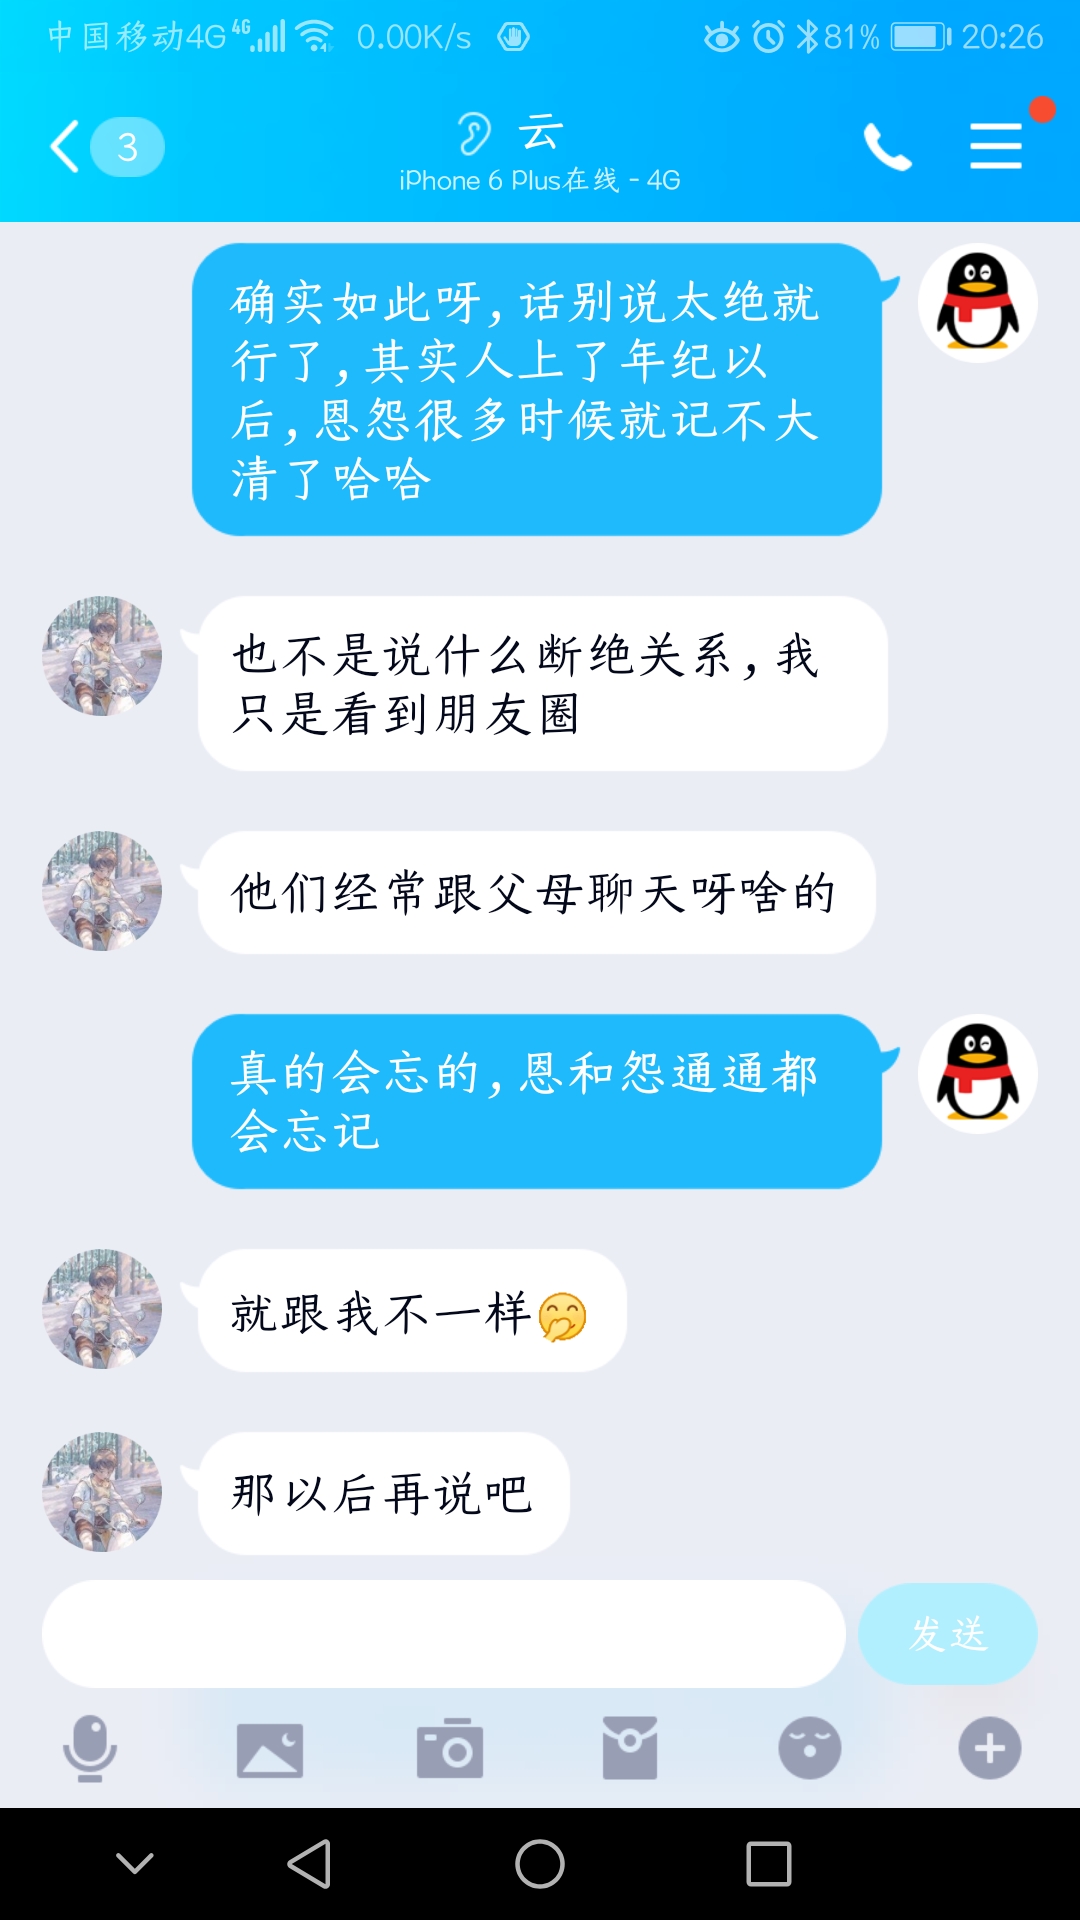 中国移动4G 4G 0.00K/s 81% 20:26
3 云
iPhone 6 Plus在线 - 4G
确实如此呀,话别说太绝就
行了,其实人上了年纪以
后,恩怨很多时候就记不大
清了哈哈
也不是说什么断绝关系,我
只是看到朋友圈
他们经常跟父母聊天呀啥的
真的会忘的,恩和怨通通都
会忘记
就跟我不一样🤭
那以后再说吧
发送